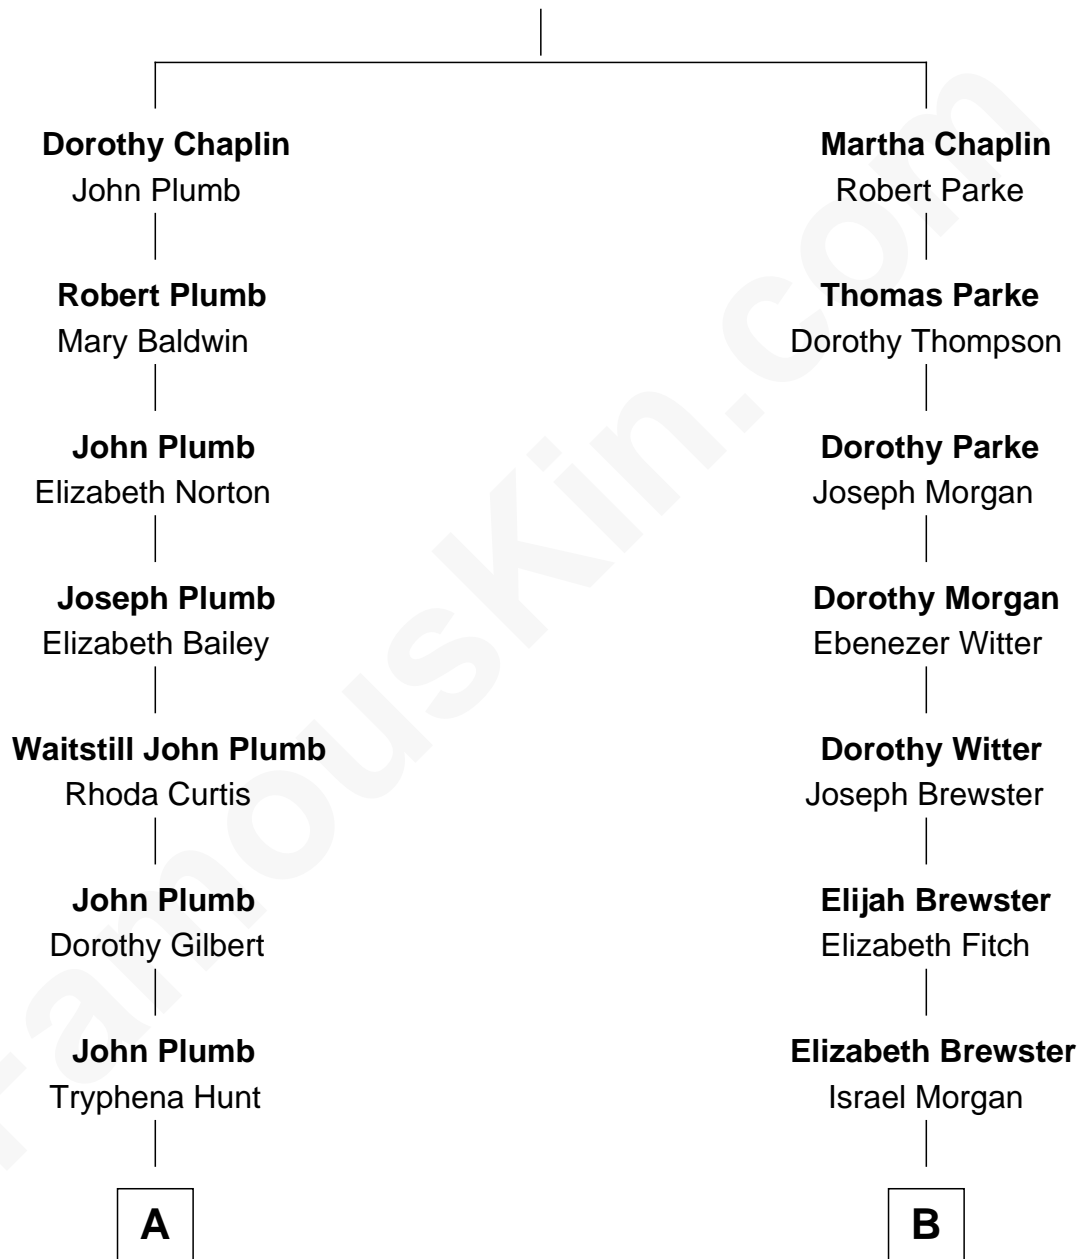 Dorothy Chaplin
John Plumb
Martha Chaplin
Robert Parke
Robert Plumb
Mary Baldwin
Thomas Parke
Dorothy Thompson
John Plumb
Elizabeth Norton
Dorothy Parke
Joseph Morgan
Joseph Plumb
Elizabeth Bailey
Dorothy Morgan
Ebenezer Witter
Waitstill John Plumb
Rhoda Curtis
Dorothy Witter
Joseph Brewster
John Plumb
Dorothy Gilbert
Elijah Brewster
Elizabeth Fitch
John Plumb
Tryphena Hunt
Elizabeth Brewster
Israel Morgan
A
B
FamousKin.com